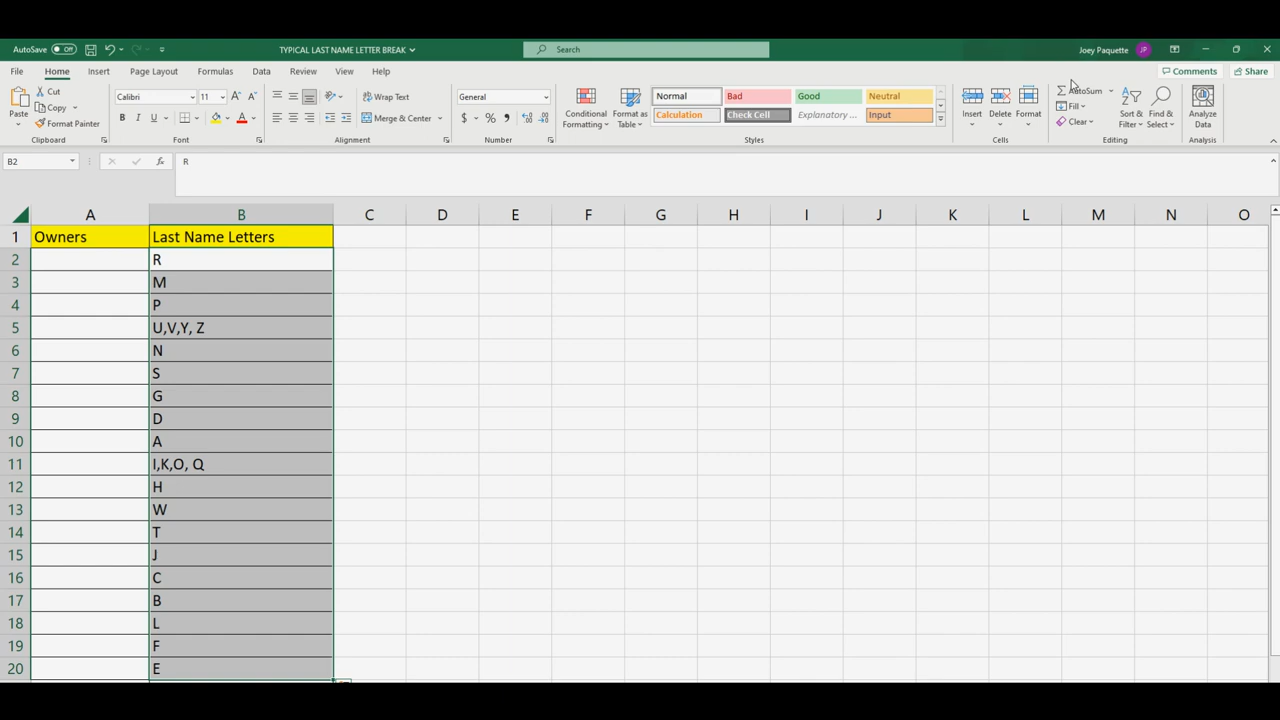 AutoSave Off TYPICAL LAST NAME LETTER BREAK Search Joey Paquette JP
File Home Insert Page Layout Formulas Data Review View Help Comments Share
Paste Cut Copy Format Painter Clipboard
Calibri 11 B I U A A A Font
Wrap Text Merge & Center Alignment
General $ % , Number
Conditional Formatting Format as Table Normal Bad Good Neutral Calculation Check Cell Explanatory ... Input Styles
Insert Delete Format Cells
AutoSum Fill Clear Sort & Filter Find & Select Editing
Analyze Data Analysis
B2 fx R
A B C D E F G H I J K L M N O
1 Owners Last Name Letters
2 R
3 M
4 P
5 U,V,Y, Z
6 N
7 S
8 G
9 D
10 A
11 I,K,O, Q
12 H
13 W
14 T
15 J
16 C
17 B
18 L
19 F
20 E